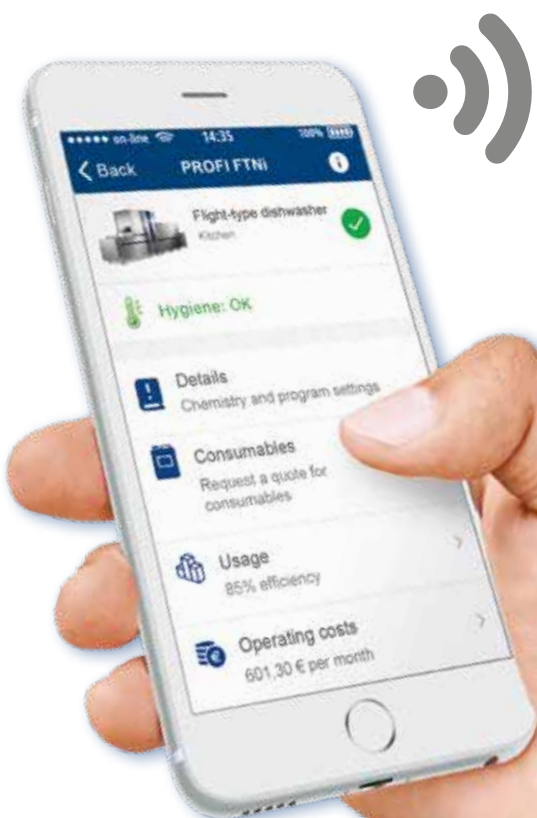 on-line 14:35 100%
Back PROFI FTNi i
Flight-type dishwasher
Kitchen
Hygiene: OK
Details
Chemistry and program settings
Consumables
Request a quote for
consumables
Usage
85% efficiency
Operating costs
601,30 € per month